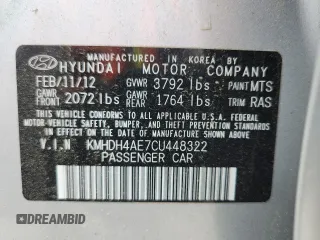 MANUFACTURED IN KOREA BY
HYUNDAI MOTOR COMPANY
FEB/11/12 GVWR 3792 lbs PAINT MTS
GAWR FRONT 2072 lbs GAWR REAR 1764 lbs TRIM RAS
THIS VEHICLE CONFORMS TO ALL APPLICABLE
U.S. FEDERAL MOTOR VEHICLE SAFETY, BUMPER, AND
THEFT PREVENTION STANDARDS IN EFFECT ON THE
DATE OF MANUFACTURE SHOWN ABOVE.
V.I.N KMHDH4AE7CU448322
PASSENGER CAR
DREAMBID
DREAMBID.COM